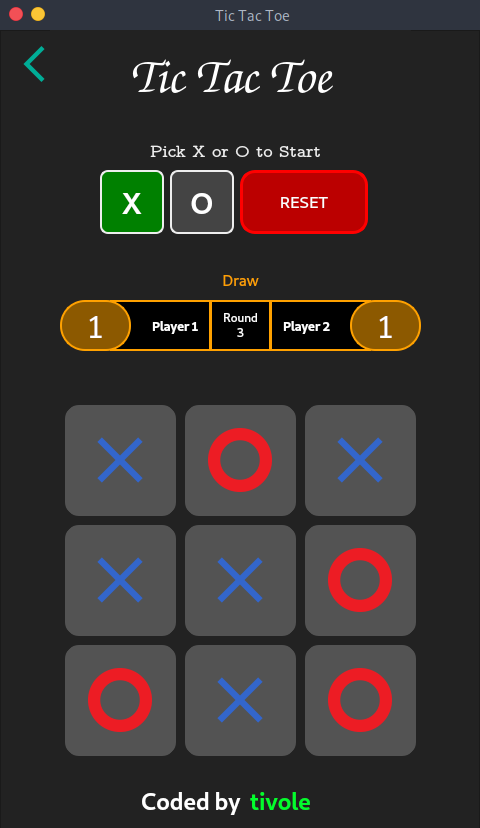 Tic Tac Toe
Tic Tac Toe
Pick X or O to Start
X O RESET
Draw
1 Player 1 Round 3 Player 2 1
Coded by tivole